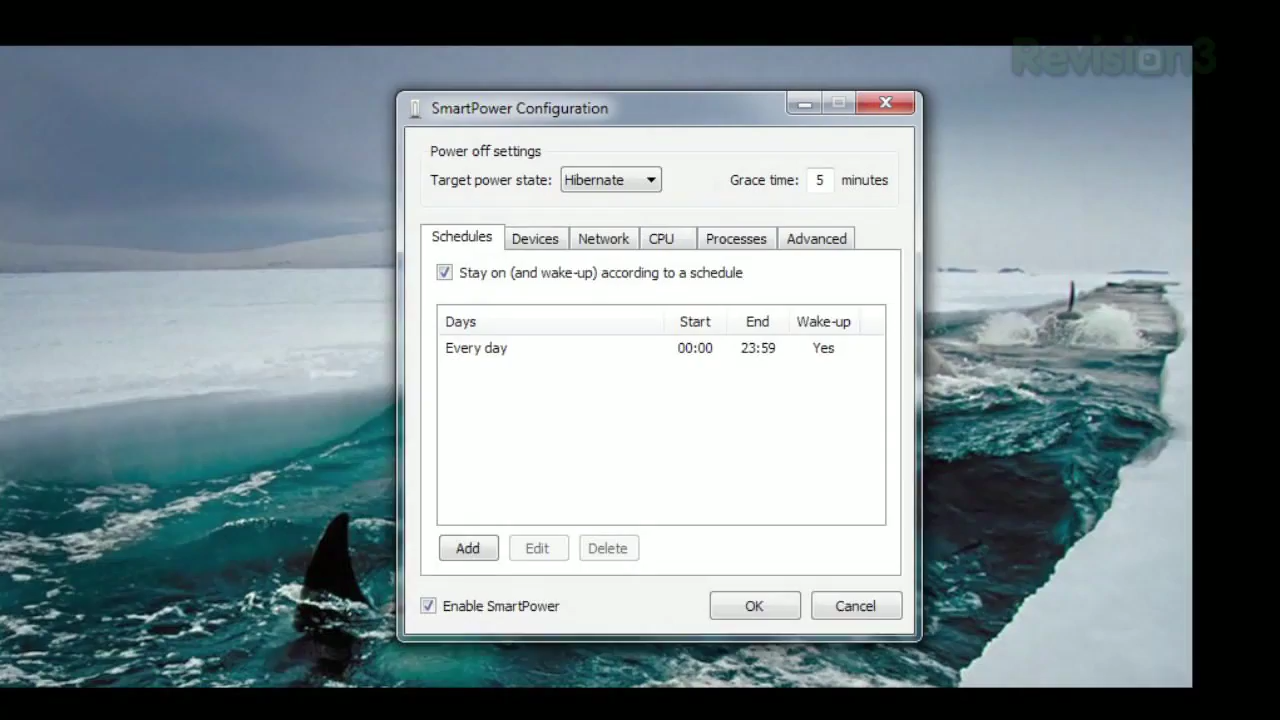 Revision3
SmartPower Configuration
Power off settings
Target power state: Hibernate Grace time: 5 minutes
Schedules Devices Network CPU Processes Advanced
Stay on (and wake-up) according to a schedule
Days Start End Wake-up
Every day 00:00 23:59 Yes
Add Edit Delete
Enable SmartPower OK Cancel